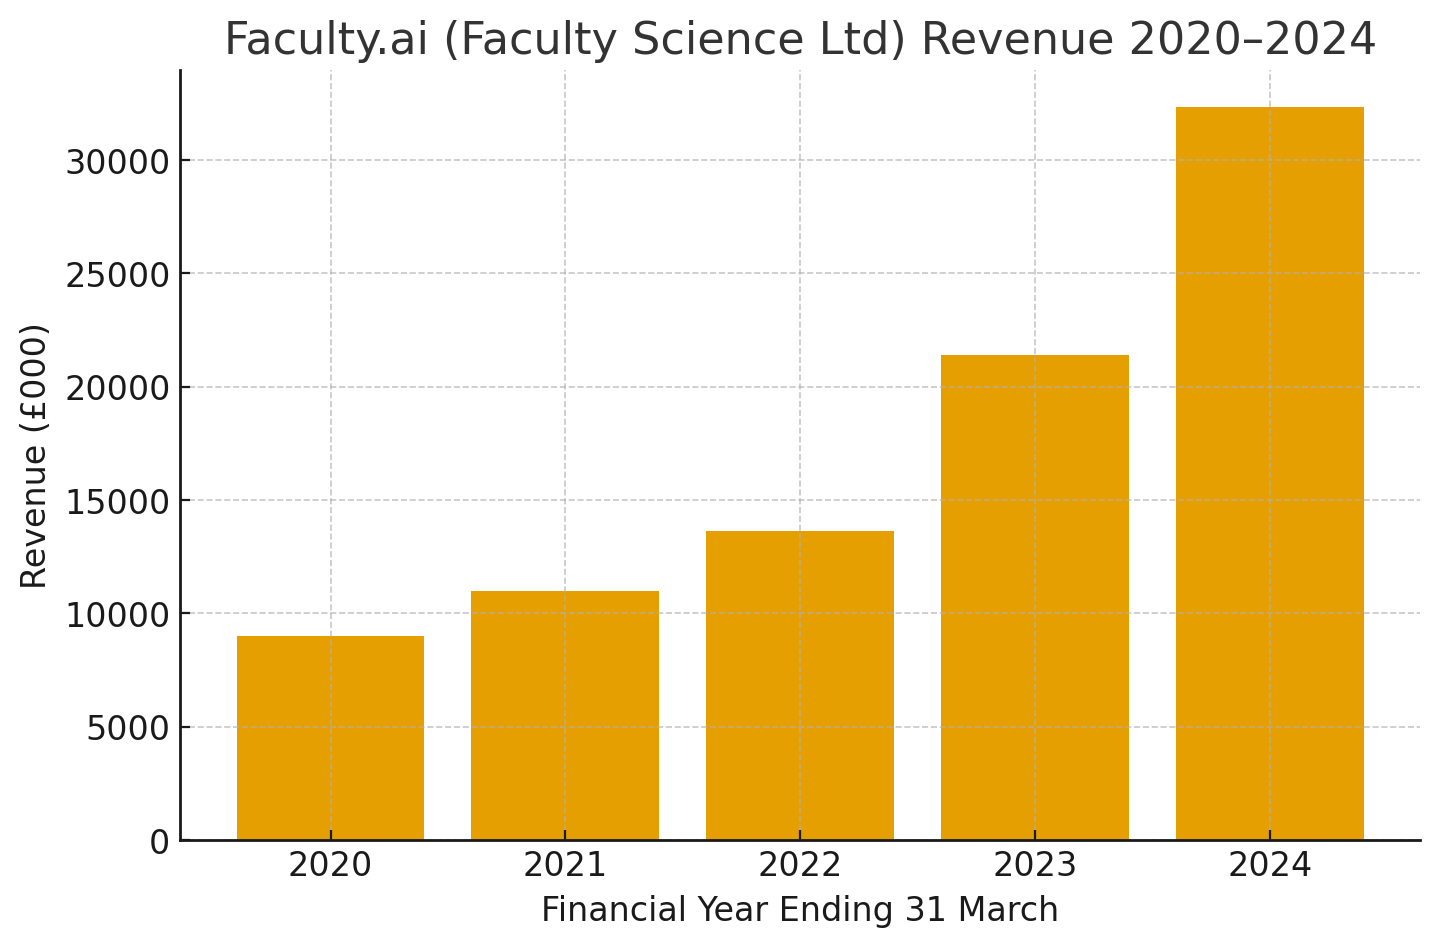 Faculty.ai (Faculty Science Ltd) Revenue 2020–2024
Revenue (£000)
30000
25000
20000
15000
10000
5000
0
2020 2021 2022 2023 2024
Financial Year Ending 31 March